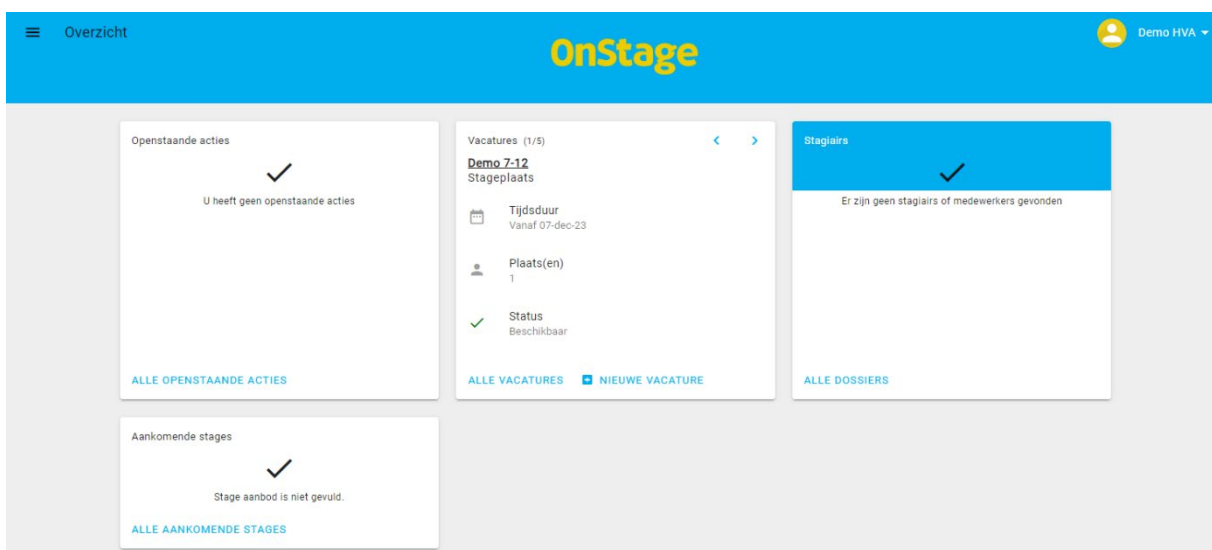 Overzicht
OnStage
Demo HVA
Openstaande acties
U heeft geen openstaande acties
ALLE OPENSTAANDE ACTIES
Vacatures (1/5)
Demo 7-12
Stageplaats
Tijdsduur
Vanaf 07-dec-23
Plaats(en)
1
Status
Beschikbaar
ALLE VACATURES NIEUWE VACATURE
Stagiairs
Er zijn geen stagiairs of medewerkers gevonden
ALLE DOSSIERS
Aankomende stages
Stage aanbod is niet gevuld.
ALLE AANKOMENDE STAGES